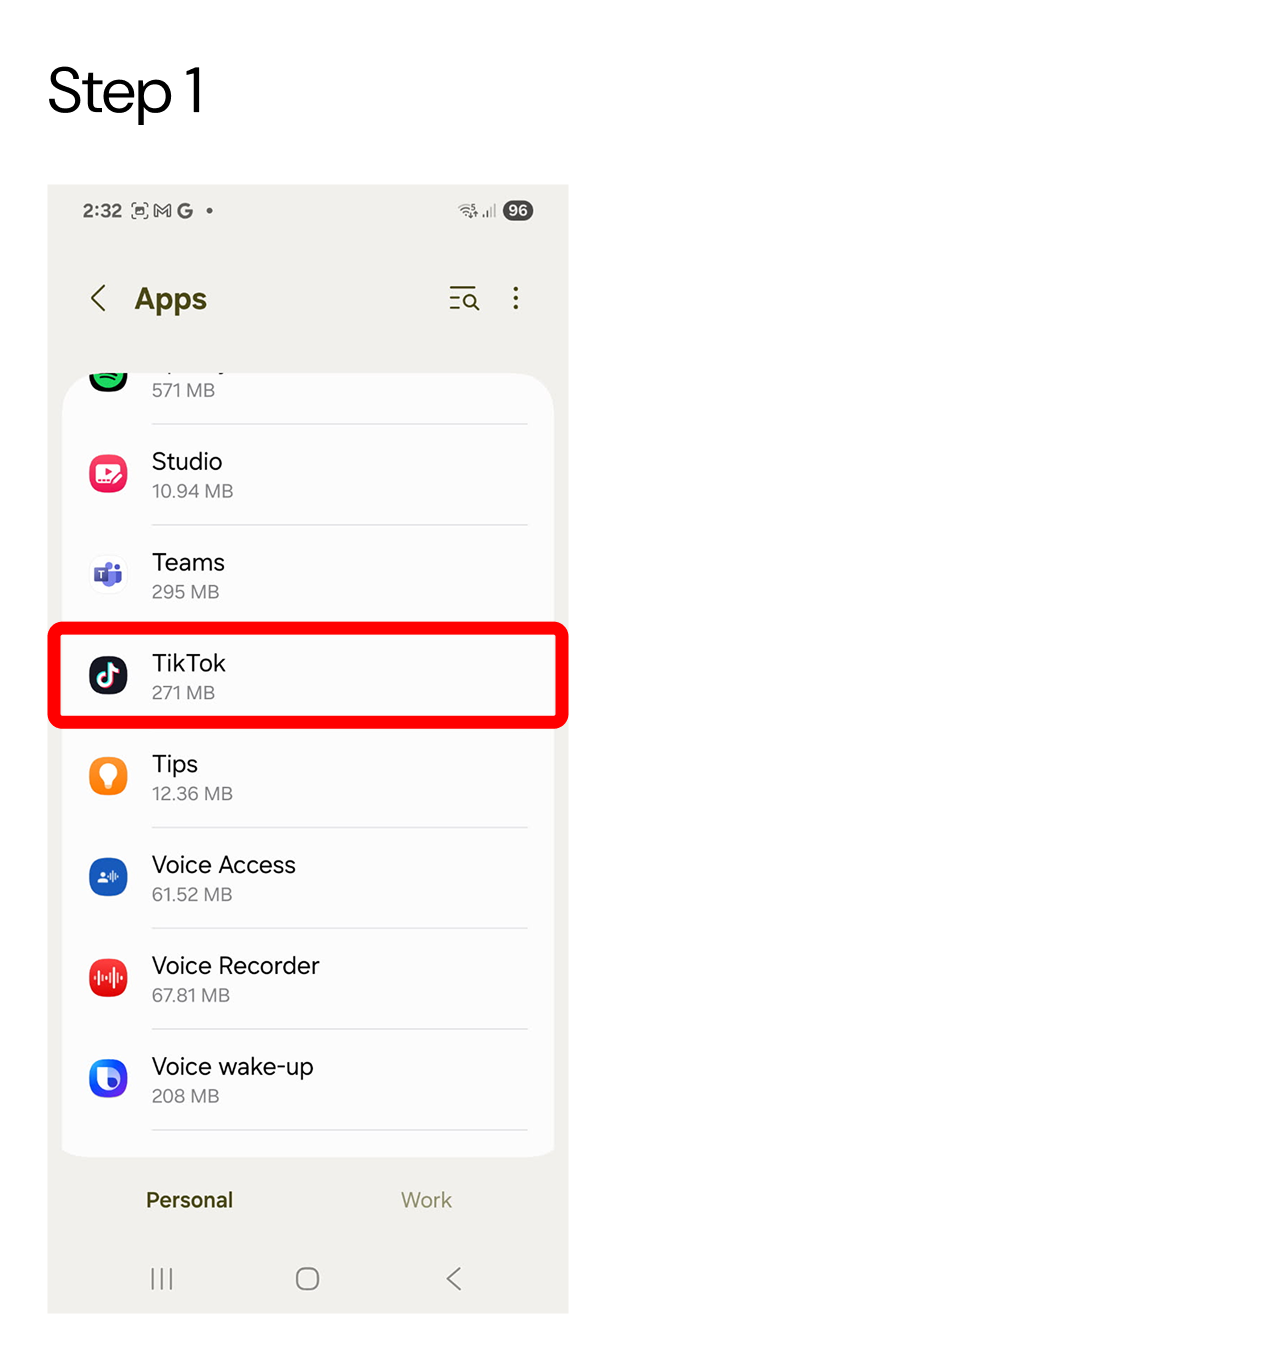 Step 1
2:32
96
Apps
571 MB
Studio
10.94 MB
Teams
295 MB
TikTok
271 MB
Tips
12.36 MB
Voice Access
61.52 MB
Voice Recorder
67.81 MB
Voice wake-up
208 MB
Personal Work